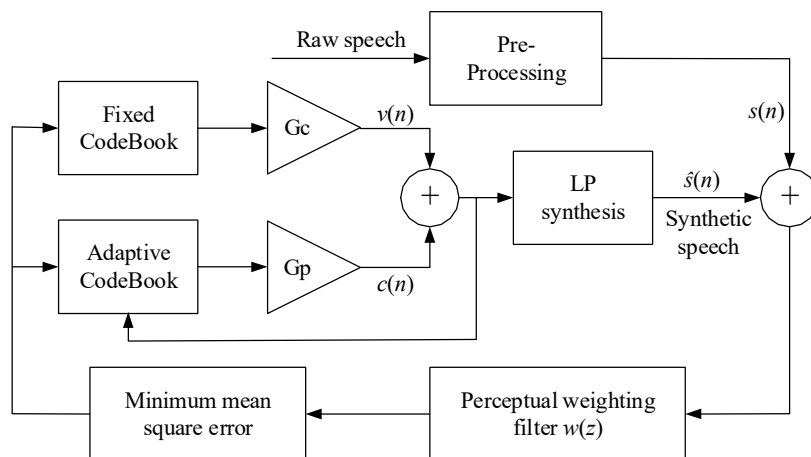 Raw speech
Pre-
Processing
Fixed
CodeBook
Gc
v(n)
s(n)
+
LP
synthesis
ŝ(n)
+
Synthetic
speech
Adaptive
CodeBook
Gp
c(n)
Minimum mean
square error
Perceptual weighting
filter w(z)